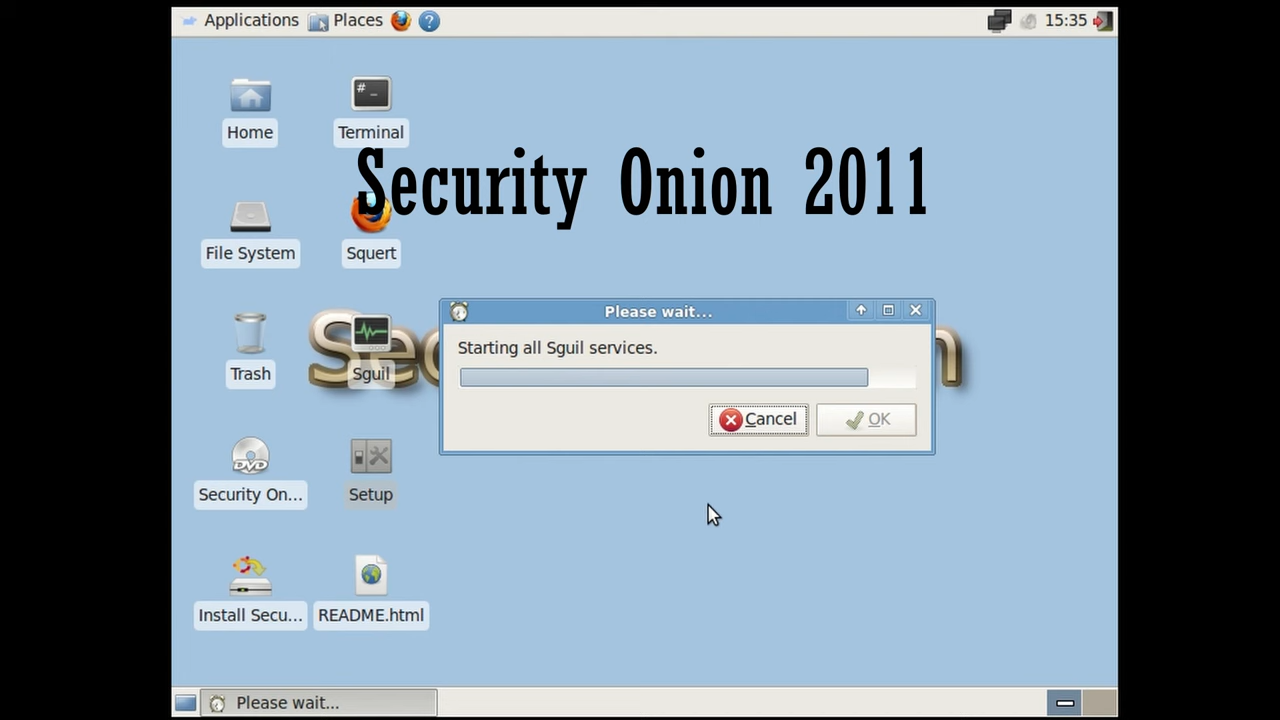 Applications Places 15:35
Home Terminal
Security Onion 2011
File System Squert
Please wait...
Starting all Sguil services.
Trash Sguil
Cancel OK
Security On... Setup
Install Secu... README.html
Please wait...